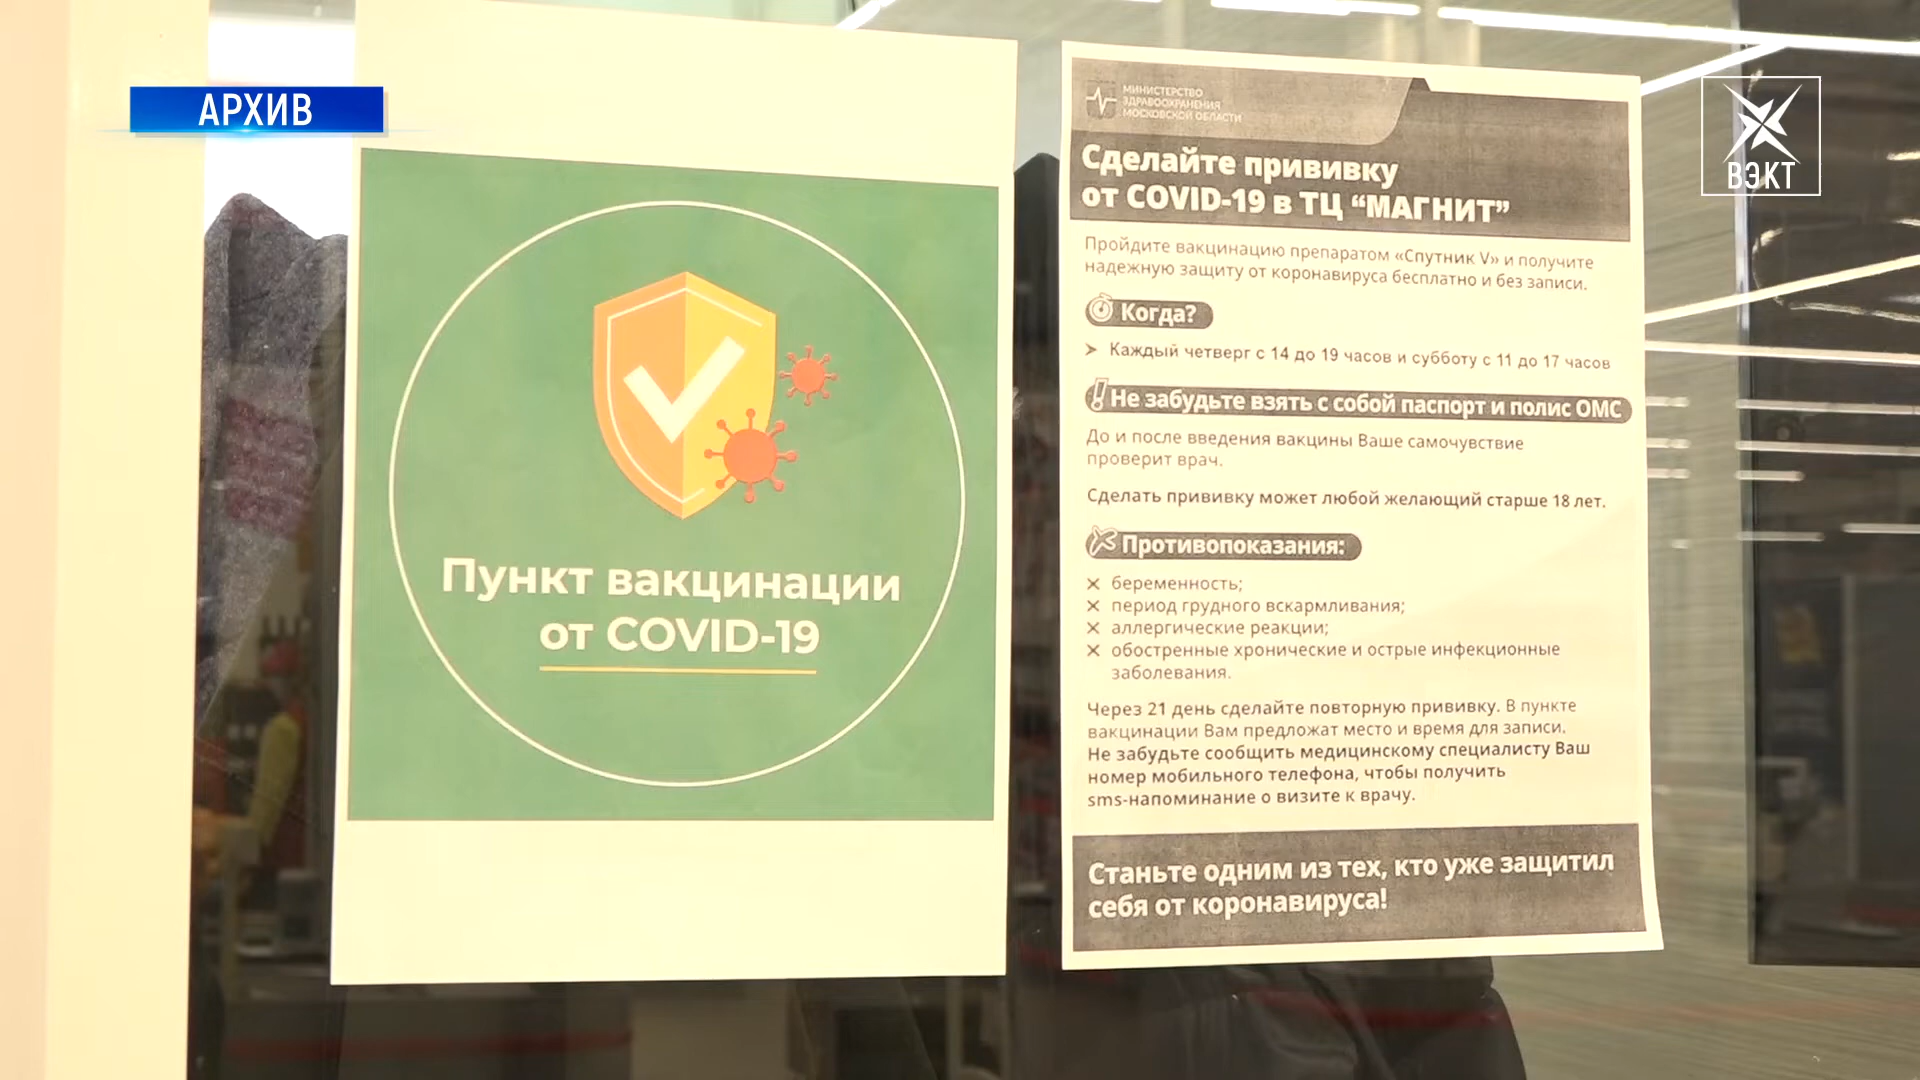 АРХИВ
ВЭКТ
Пункт вакцинации
от COVID-19
МИНИСТЕРСТВО
ЗДРАВООХРАНЕНИЯ
МОСКОВСКОЙ ОБЛАСТИ
Сделайте прививку
от COVID-19 в ТЦ “МАГНИТ”
Пройдите вакцинацию препаратом «Спутник V» и получите
надежную защиту от коронавируса бесплатно и без записи.
Когда?
➤ Каждый четверг с 14 до 19 часов и субботу с 11 до 17 часов
Не забудьте взять с собой паспорт и полис ОМС
До и после введения вакцины Ваше самочувствие
проверит врач.
Сделать прививку может любой желающий старше 18 лет.
Противопоказания:
✕ беременность;
✕ период грудного вскармливания;
✕ аллергические реакции;
✕ обостренные хронические и острые инфекционные
заболевания.
Через 21 день сделайте повторную прививку. В пункте
вакцинации Вам предложат место и время для записи.
Не забудьте сообщить медицинскому специалисту Ваш
номер мобильного телефона, чтобы получить
sms-напоминание о визите к врачу.
Станьте одним из тех, кто уже защитил
себя от коронавируса!